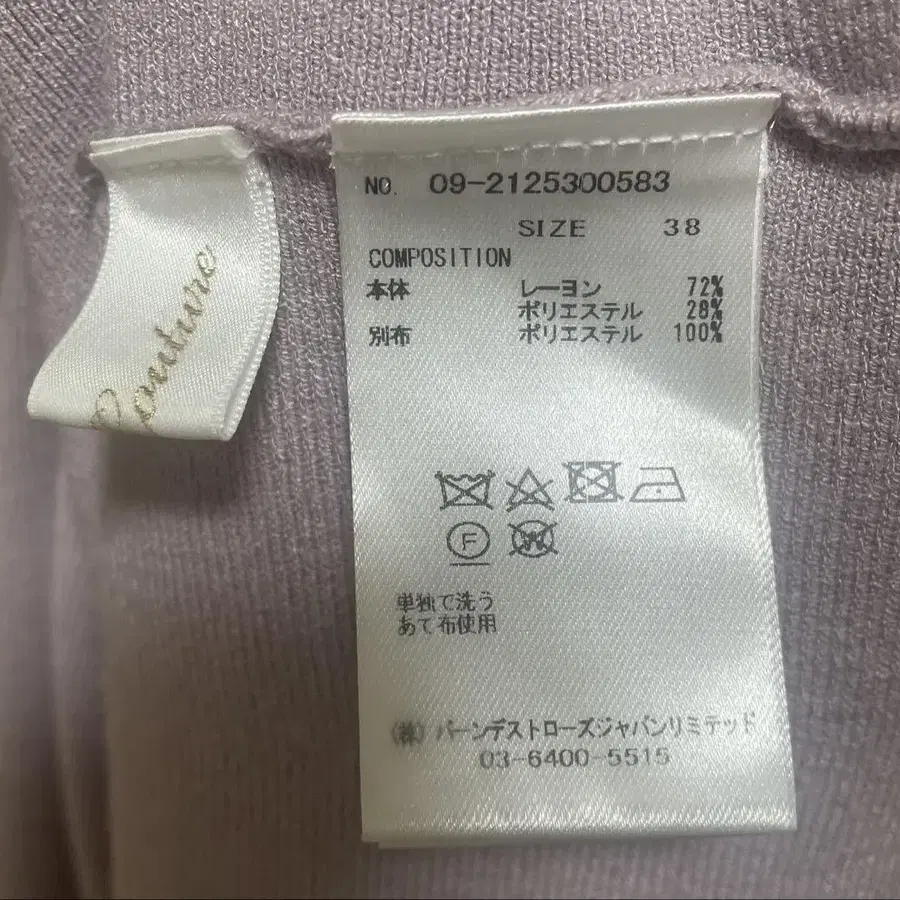 Couture
NO. 09-2125300583
SIZE 38
COMPOSITION
本体 レーヨン 72%
ポリエステル 28%
別布 ポリエステル 100%
F
W
単独で洗う
あて布使用
(株)バーンデストローズジャパンリミテッド
03-6400-5515